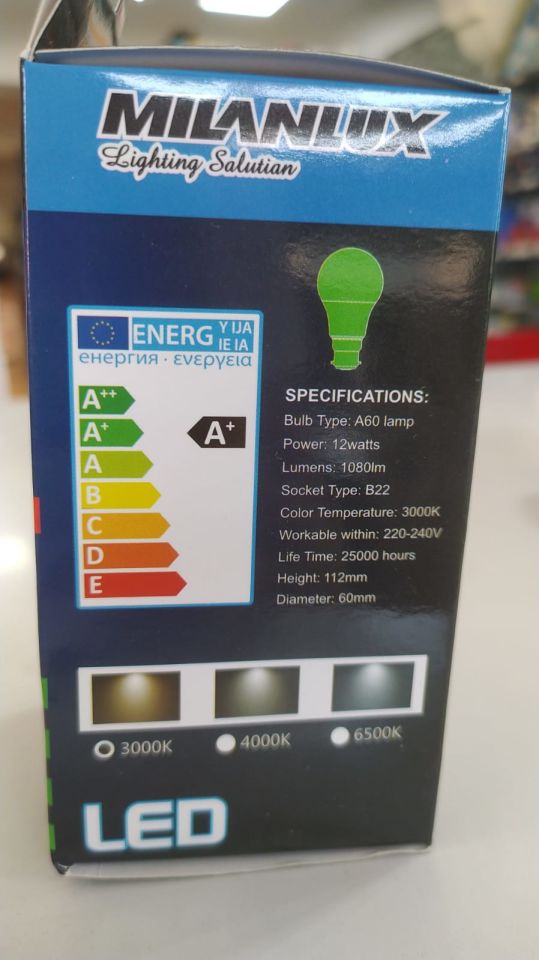 MILANLUX
Lighting Salutian
ENERG Y IJA
IE IA
енергия · ενεργεια
A++
A+
A
B
C
D
E
A+
SPECIFICATIONS:
Bulb Type: A60 lamp
Power: 12watts
Lumens: 1080lm
Socket Type: B22
Color Temperature: 3000K
Workable within: 220-240V
Life Time: 25000 hours
Height: 112mm
Diameter: 60mm
3000K
4000K
6500K
LED